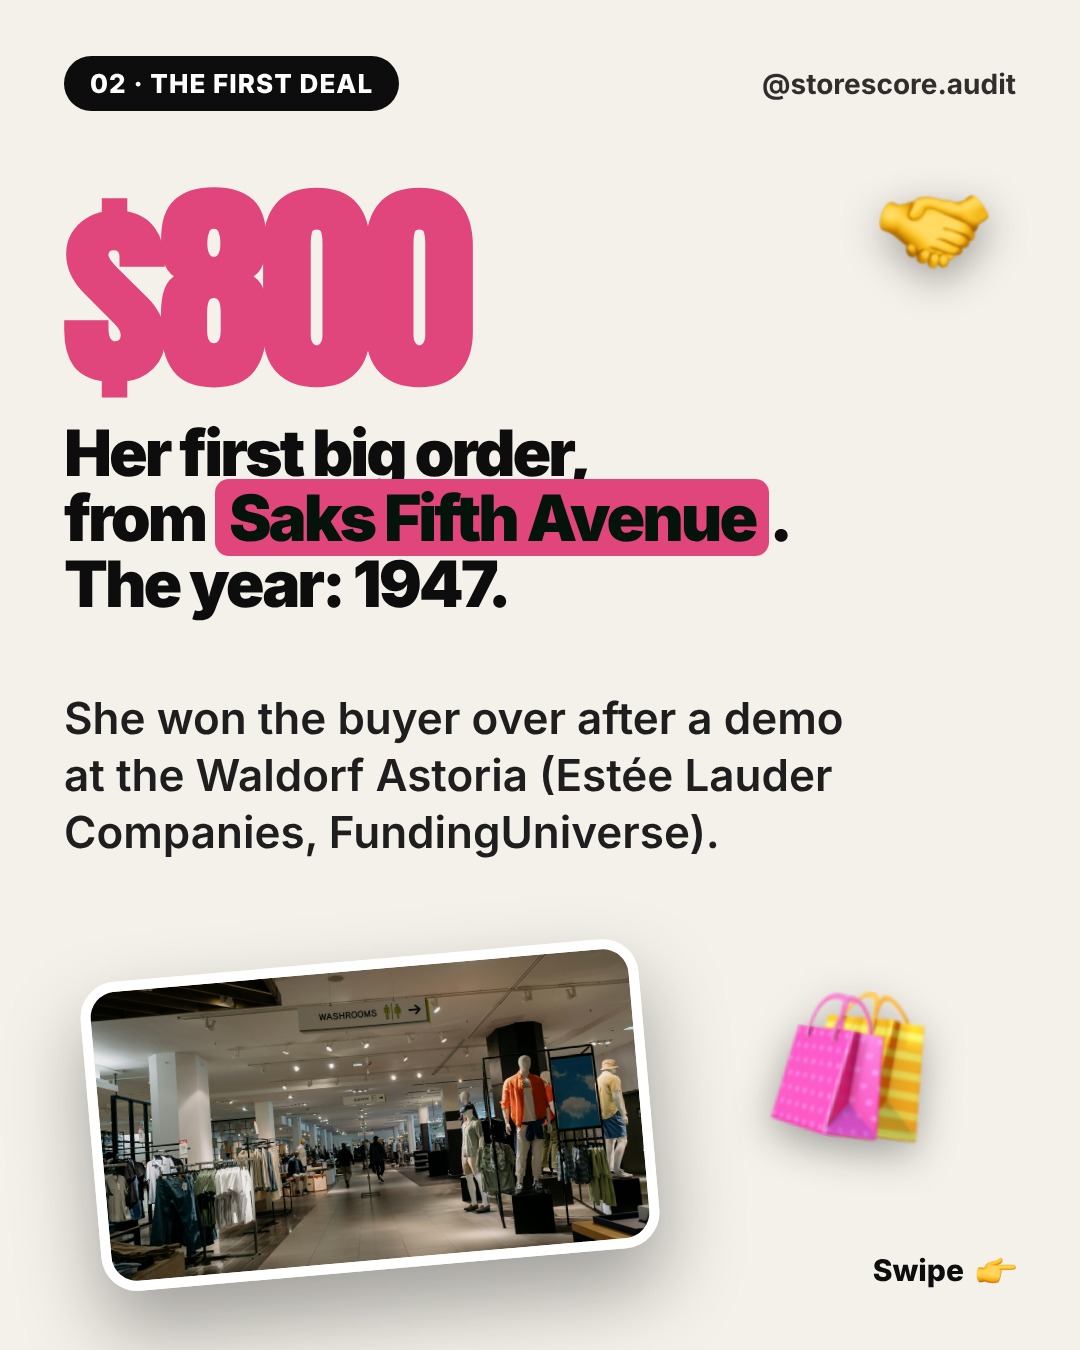 02 · THE FIRST DEAL
@storescore.audit
$800
Her first big order,
from Saks Fifth Avenue.
The year: 1947.
She won the buyer over after a demo
at the Waldorf Astoria (Estée Lauder
Companies, FundingUniverse).
WASHROOMS
Swipe